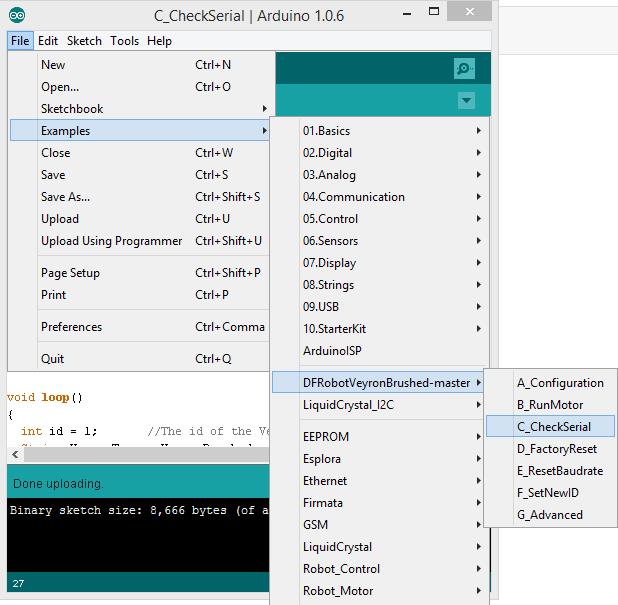 C_CheckSerial | Arduino 1.0.6
File Edit Sketch Tools Help
New Ctrl+N
Open... Ctrl+O
Sketchbook
Examples
Close Ctrl+W
Save Ctrl+S
Save As... Ctrl+Shift+S
Upload Ctrl+U
Upload Using Programmer Ctrl+Shift+U
Page Setup Ctrl+Shift+P
Print Ctrl+P
Preferences Ctrl+Comma
Quit Ctrl+Q
01.Basics
02.Digital
03.Analog
04.Communication
05.Control
06.Sensors
07.Display
08.Strings
09.USB
10.StarterKit
ArduinoISP
DFRobotVeyronBrushed-master
LiquidCrystal_I2C
EEPROM
Esplora
Ethernet
Firmata
GSM
LiquidCrystal
Robot_Control
Robot_Motor
A_Configuration
B_RunMotor
C_CheckSerial
D_FactoryReset
E_ResetBaudrate
F_SetNewID
G_Advanced
void loop()
{
int id = 1; //The id of the Ve
Done uploading.
Binary sketch size: 8,666 bytes (of a
27